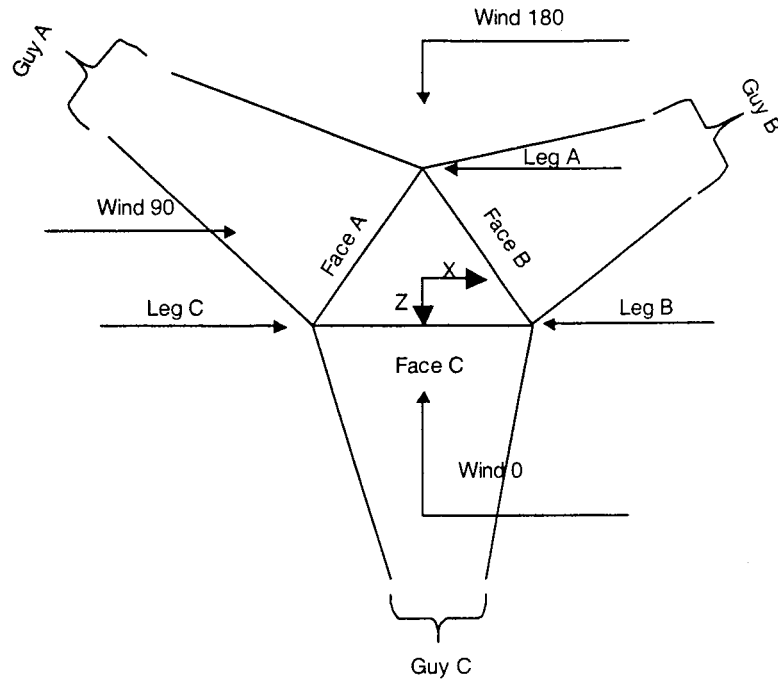 Wind 180
Guy A
Guy B
Leg A
Wind 90
Face A
Face B
X
Z
Leg C
Leg B
Face C
Wind 0
Guy C